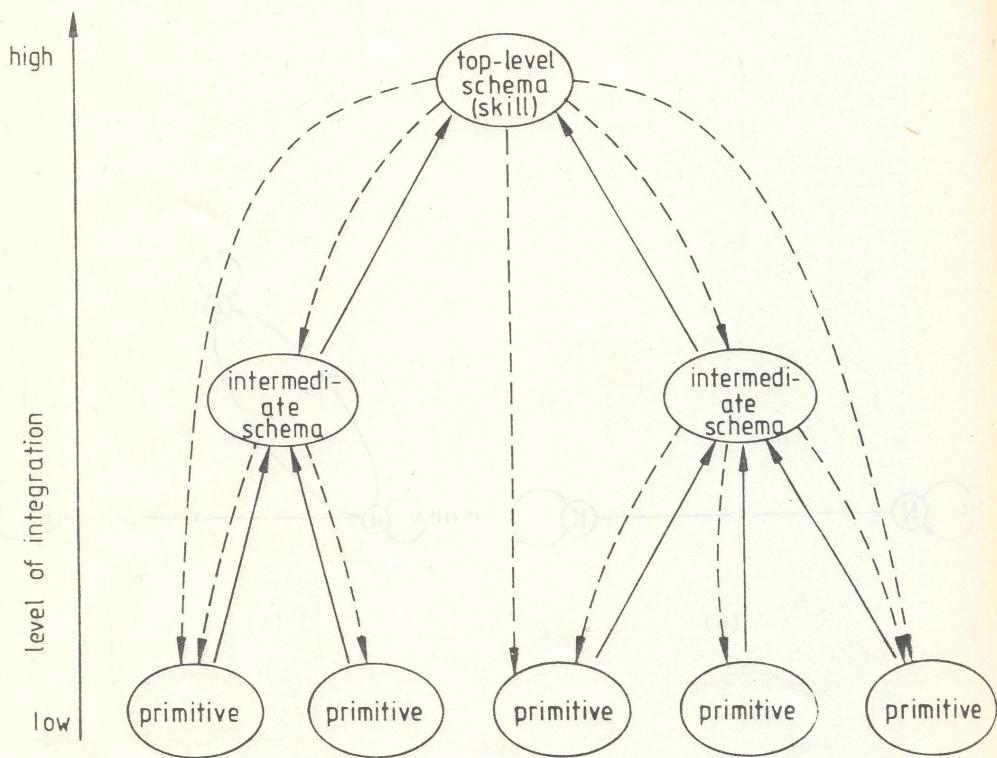 high
top-level
schema
(skill)
intermedi-
ate
schema
intermedi-
ate
schema
level of integration
low
primitive
primitive
primitive
primitive
primitive